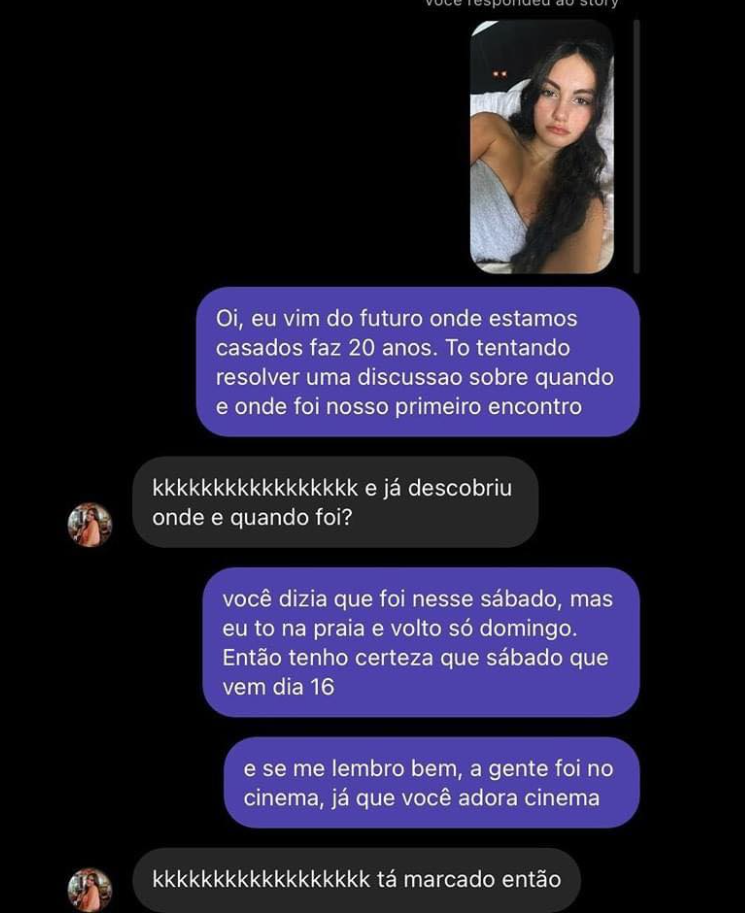 você responded ao story
Oi, eu vim do futuro onde estamos
casados faz 20 anos. To tentando
resolver uma discussao sobre quando
e onde foi nosso primeiro encontro
kkkkkkkkkkkkkkkkk e já descobriu
onde e quando foi?
você dizia que foi nesse sábado, mas
eu to na praia e volto só domingo.
Então tenho certeza que sábado que
vem dia 16
e se me lembro bem, a gente foi no
cinema, já que você adora cinema
kkkkkkkkkkkkkkkkkk tá marcado então